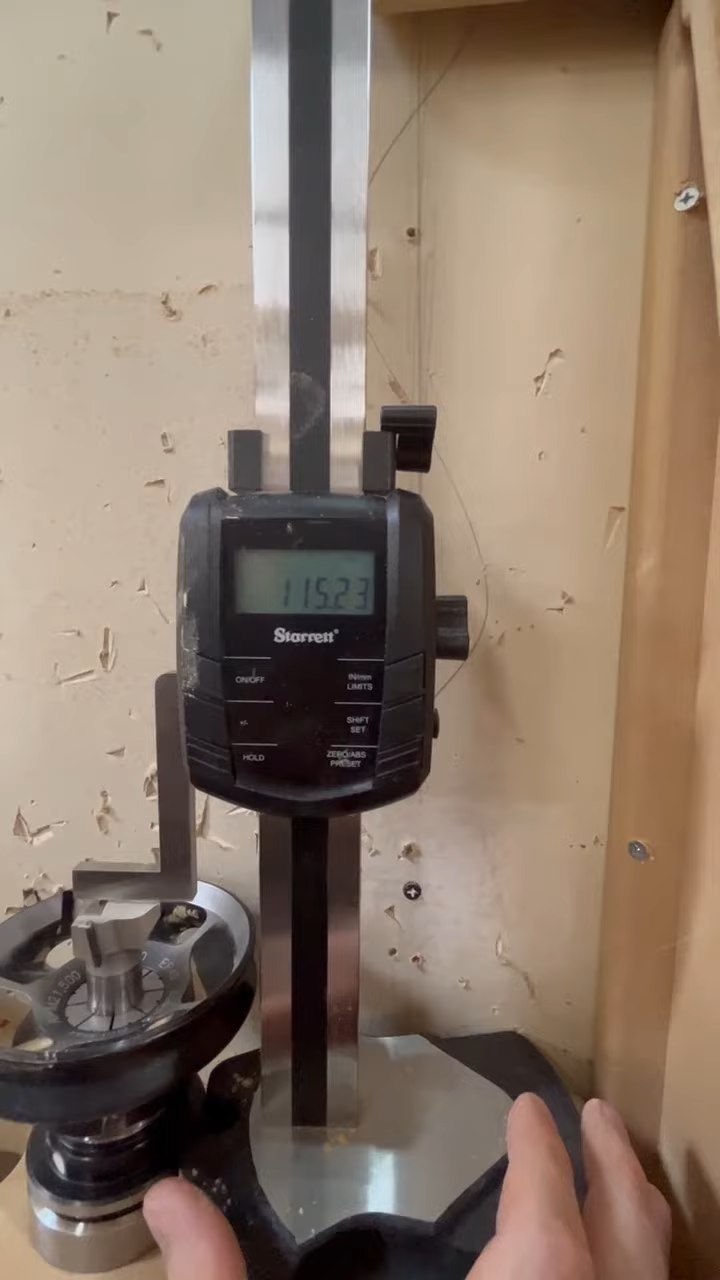 115.23
Starrett®
ON/OFF
IN/mm
LIMITS
+/-
SHIFT
SET
HOLD
ZERO/ABS
PRESET